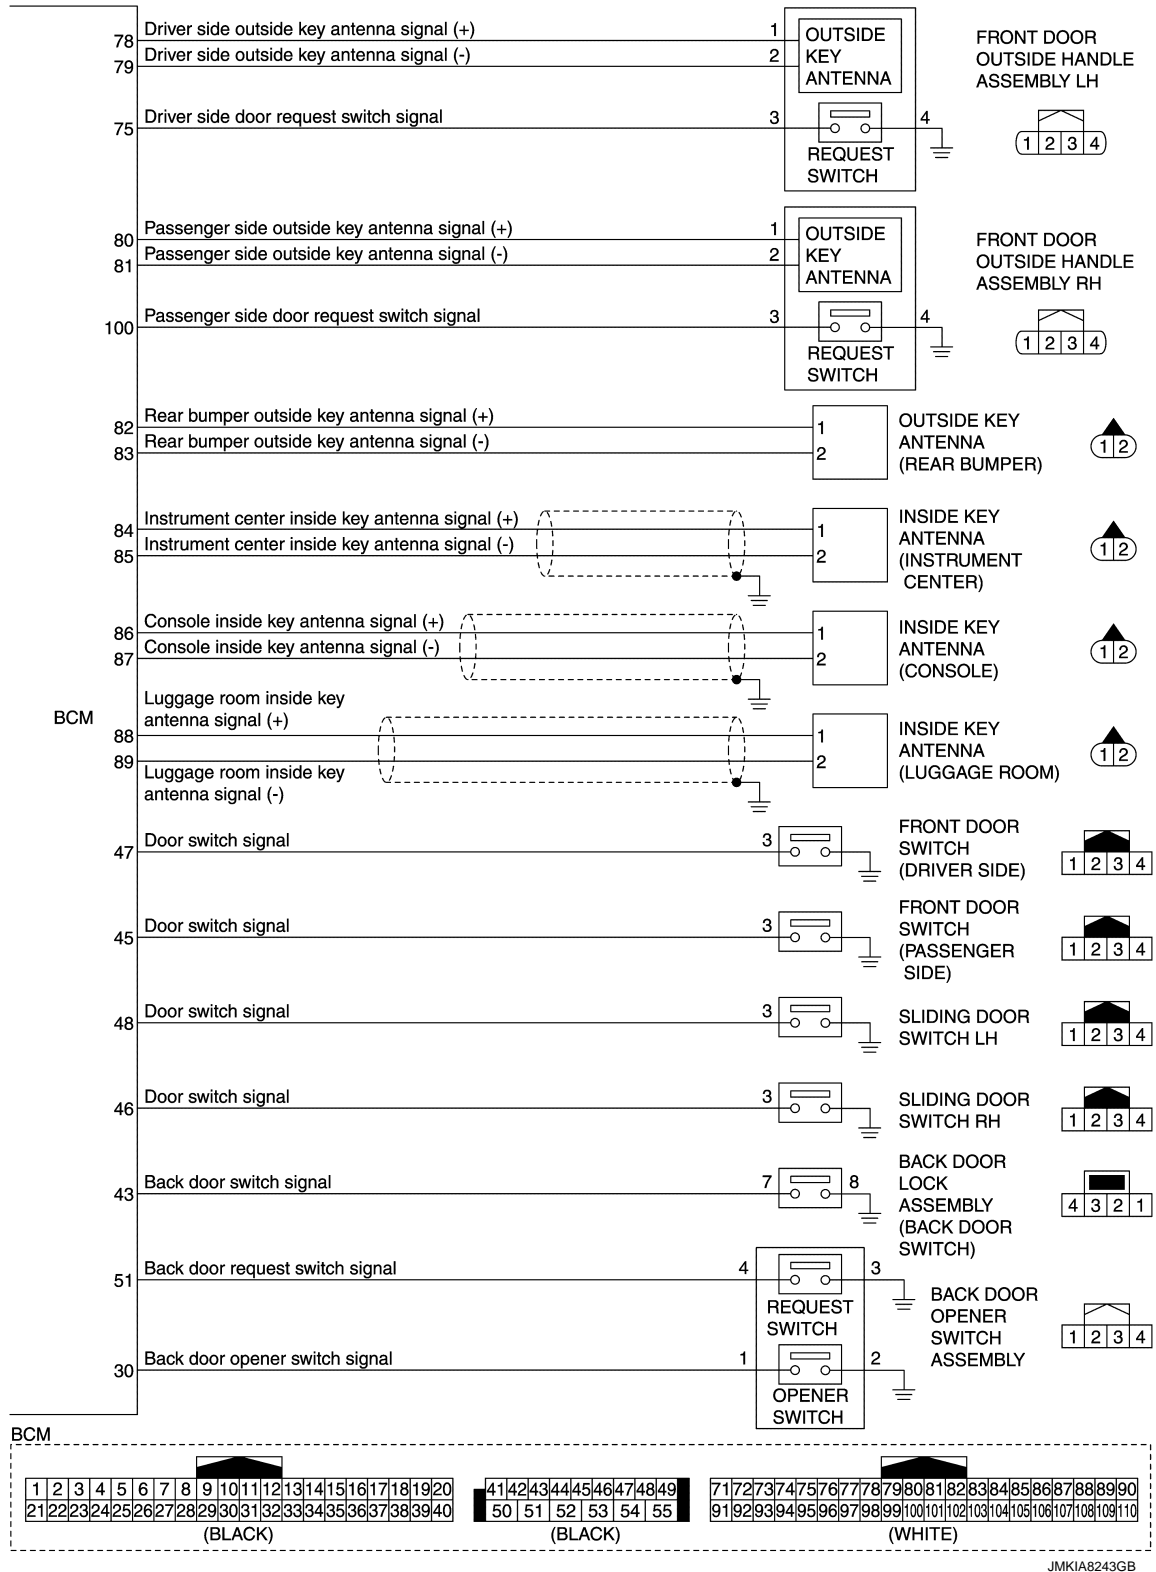 78 Driver side outside key antenna signal (+) 1 OUTSIDE
79 Driver side outside key antenna signal (-) 2 KEY
ANTENNA
FRONT DOOR
OUTSIDE HANDLE
ASSEMBLY LH
75 Driver side door request switch signal 3 4
REQUEST
SWITCH
1 2 3 4
80 Passenger side outside key antenna signal (+) 1 OUTSIDE
81 Passenger side outside key antenna signal (-) 2 KEY
ANTENNA
FRONT DOOR
OUTSIDE HANDLE
ASSEMBLY RH
100 Passenger side door request switch signal 3 4
REQUEST
SWITCH
1 2 3 4
82 Rear bumper outside key antenna signal (+) 1
83 Rear bumper outside key antenna signal (-) 2
OUTSIDE KEY
ANTENNA
(REAR BUMPER)
1 2
84 Instrument center inside key antenna signal (+) 1
85 Instrument center inside key antenna signal (-) 2
INSIDE KEY
ANTENNA
(INSTRUMENT
CENTER)
1 2
86 Console inside key antenna signal (+) 1
87 Console inside key antenna signal (-) 2
INSIDE KEY
ANTENNA
(CONSOLE)
1 2
BCM
Luggage room inside key
antenna signal (+)
88 1
89 2
Luggage room inside key
antenna signal (-)
INSIDE KEY
ANTENNA
(LUGGAGE ROOM)
1 2
47 Door switch signal 3
FRONT DOOR
SWITCH
(DRIVER SIDE)
1 2 3 4
45 Door switch signal 3
FRONT DOOR
SWITCH
(PASSENGER
SIDE)
1 2 3 4
48 Door switch signal 3
SLIDING DOOR
SWITCH LH
1 2 3 4
46 Door switch signal 3
SLIDING DOOR
SWITCH RH
1 2 3 4
43 Back door switch signal 7 8
BACK DOOR
LOCK
ASSEMBLY
(BACK DOOR
SWITCH)
4 3 2 1
51 Back door request switch signal 4 3
REQUEST
SWITCH
30 Back door opener switch signal 1 2
OPENER
SWITCH
BACK DOOR
OPENER
SWITCH
ASSEMBLY
1 2 3 4
BCM
1 2 3 4 5 6 7 8 9 10 11 12 13 14 15 16 17 18 19 20
21 22 23 24 25 26 27 28 29 30 31 32 33 34 35 36 37 38 39 40
(BLACK)
41 42 43 44 45 46 47 48 49
50 51 52 53 54 55
(BLACK)
71 72 73 74 75 76 77 78 79 80 81 82 83 84 85 86 87 88 89 90
91 92 93 94 95 96 97 98 99 100 101 102 103 104 105 106 107 108 109 110
(WHITE)
JMKIA8243GB